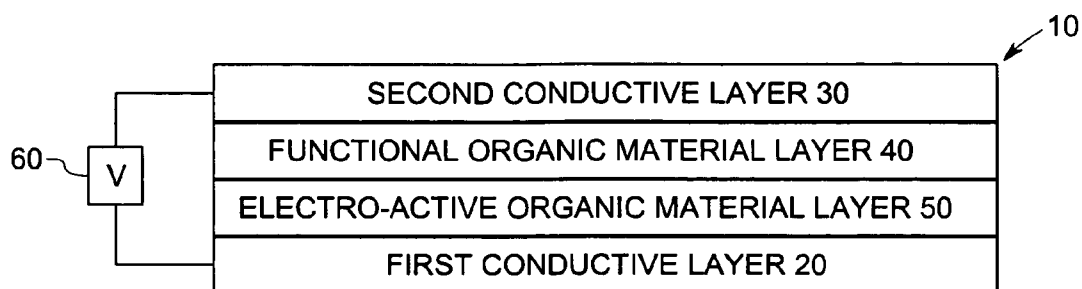 10
SECOND CONDUCTIVE LAYER 30
FUNCTIONAL ORGANIC MATERIAL LAYER 40
60
V
ELECTRO-ACTIVE ORGANIC MATERIAL LAYER 50
FIRST CONDUCTIVE LAYER 20